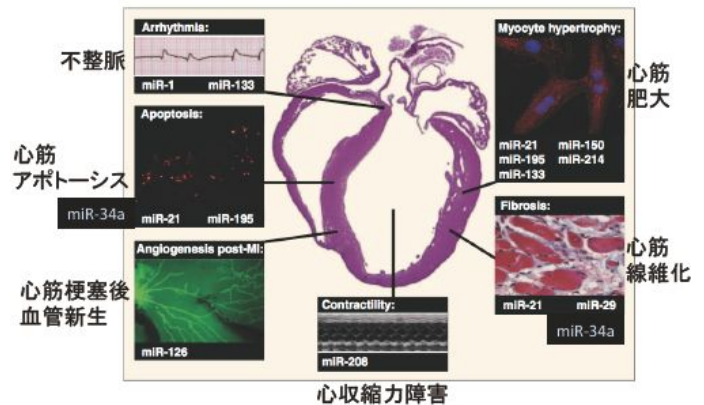 不整脈
Arrhythmia:
miR-1 miR-133
心筋
アポトーシス
miR-34a
Apoptosis:
miR-21 miR-195
心筋梗塞後
血管新生
Angiogenesis post-MI:
miR-126
Contractility:
miR-208
心収縮力障害
Myocyte hypertrophy:
miR-21 miR-150
miR-195 miR-214
miR-133
心筋
肥大
Fibrosis:
miR-21 miR-29
miR-34a
心筋
線維化